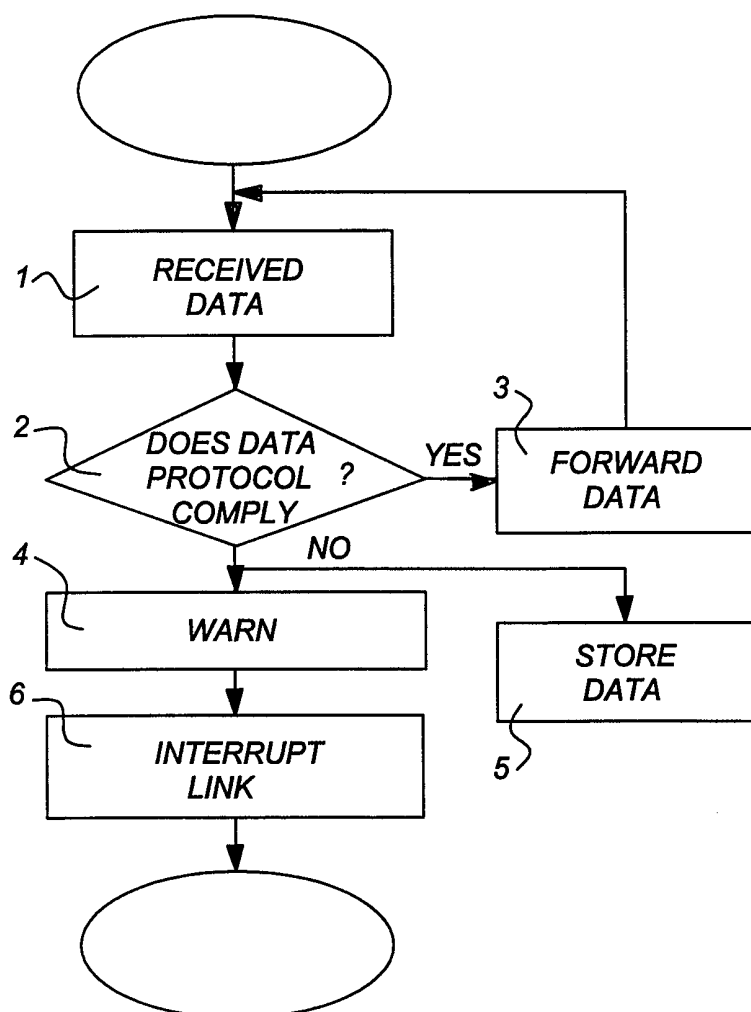 1
RECEIVED
DATA
2
DOES DATA
PROTOCOL ?
COMPLY
YES
3
FORWARD
DATA
NO
4
WARN
STORE
DATA
5
6
INTERRUPT
LINK